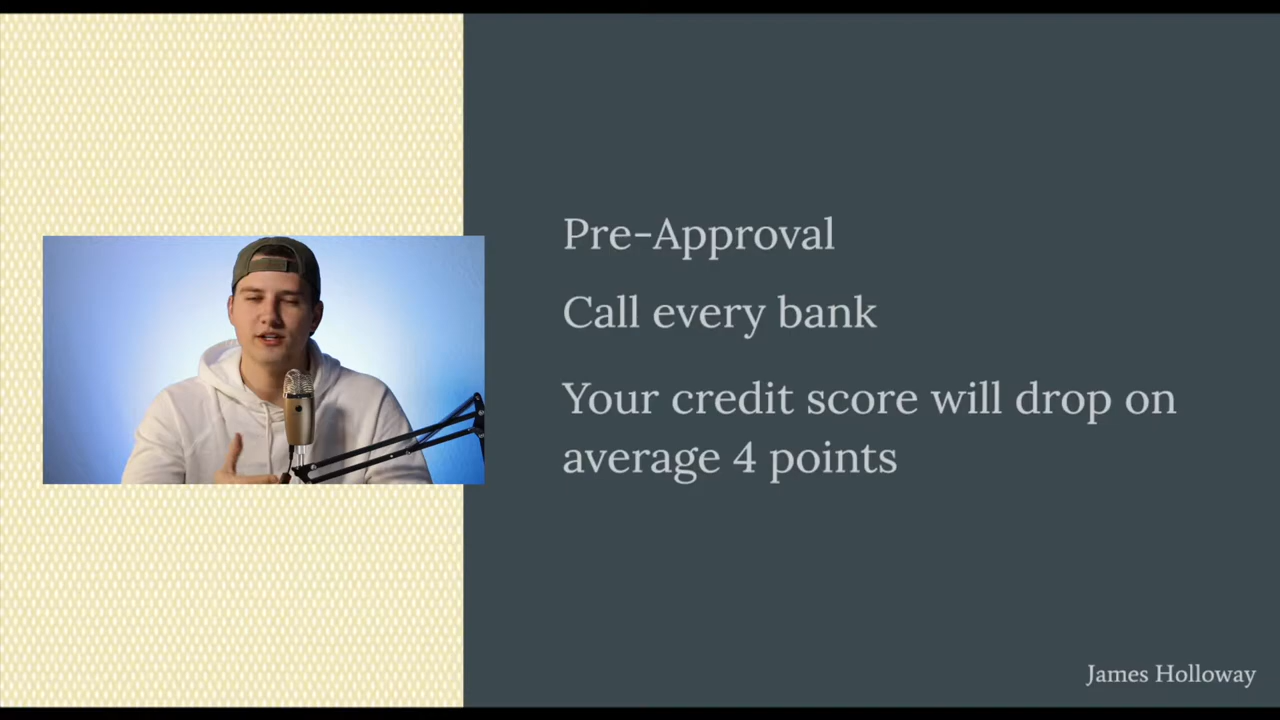 Pre-Approval
Call every bank
Your credit score will drop on
average 4 points
James Holloway